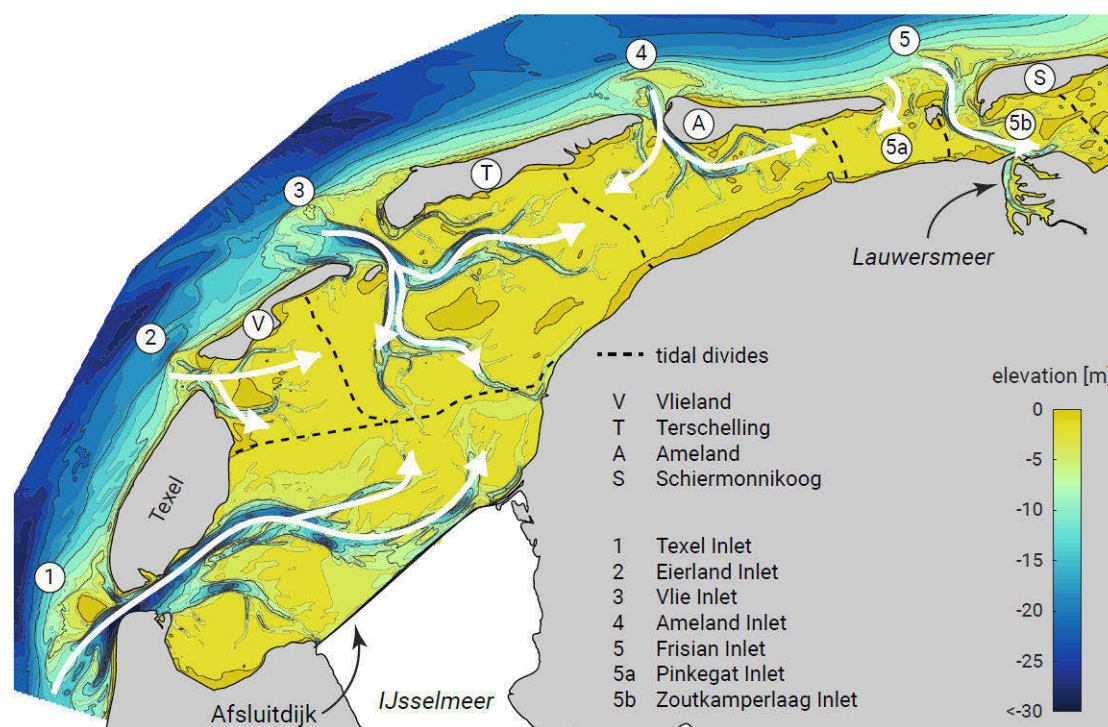 4
5
S
A
5b
5a
T
3
Lauwersmeer
2
V
tidal divides
elevation [m]
V Vlieland
T Terschelling
A Ameland
S Schiermonnikoog
Texel
1
1 Texel Inlet
2 Eierland Inlet
3 Vlie Inlet
4 Ameland Inlet
5 Frisian Inlet
5a Pinkegat Inlet
5b Zoutkamperlaag Inlet
0
-5
-10
-15
-20
-25
<-30
Afsluitdijk
IJsselmeer